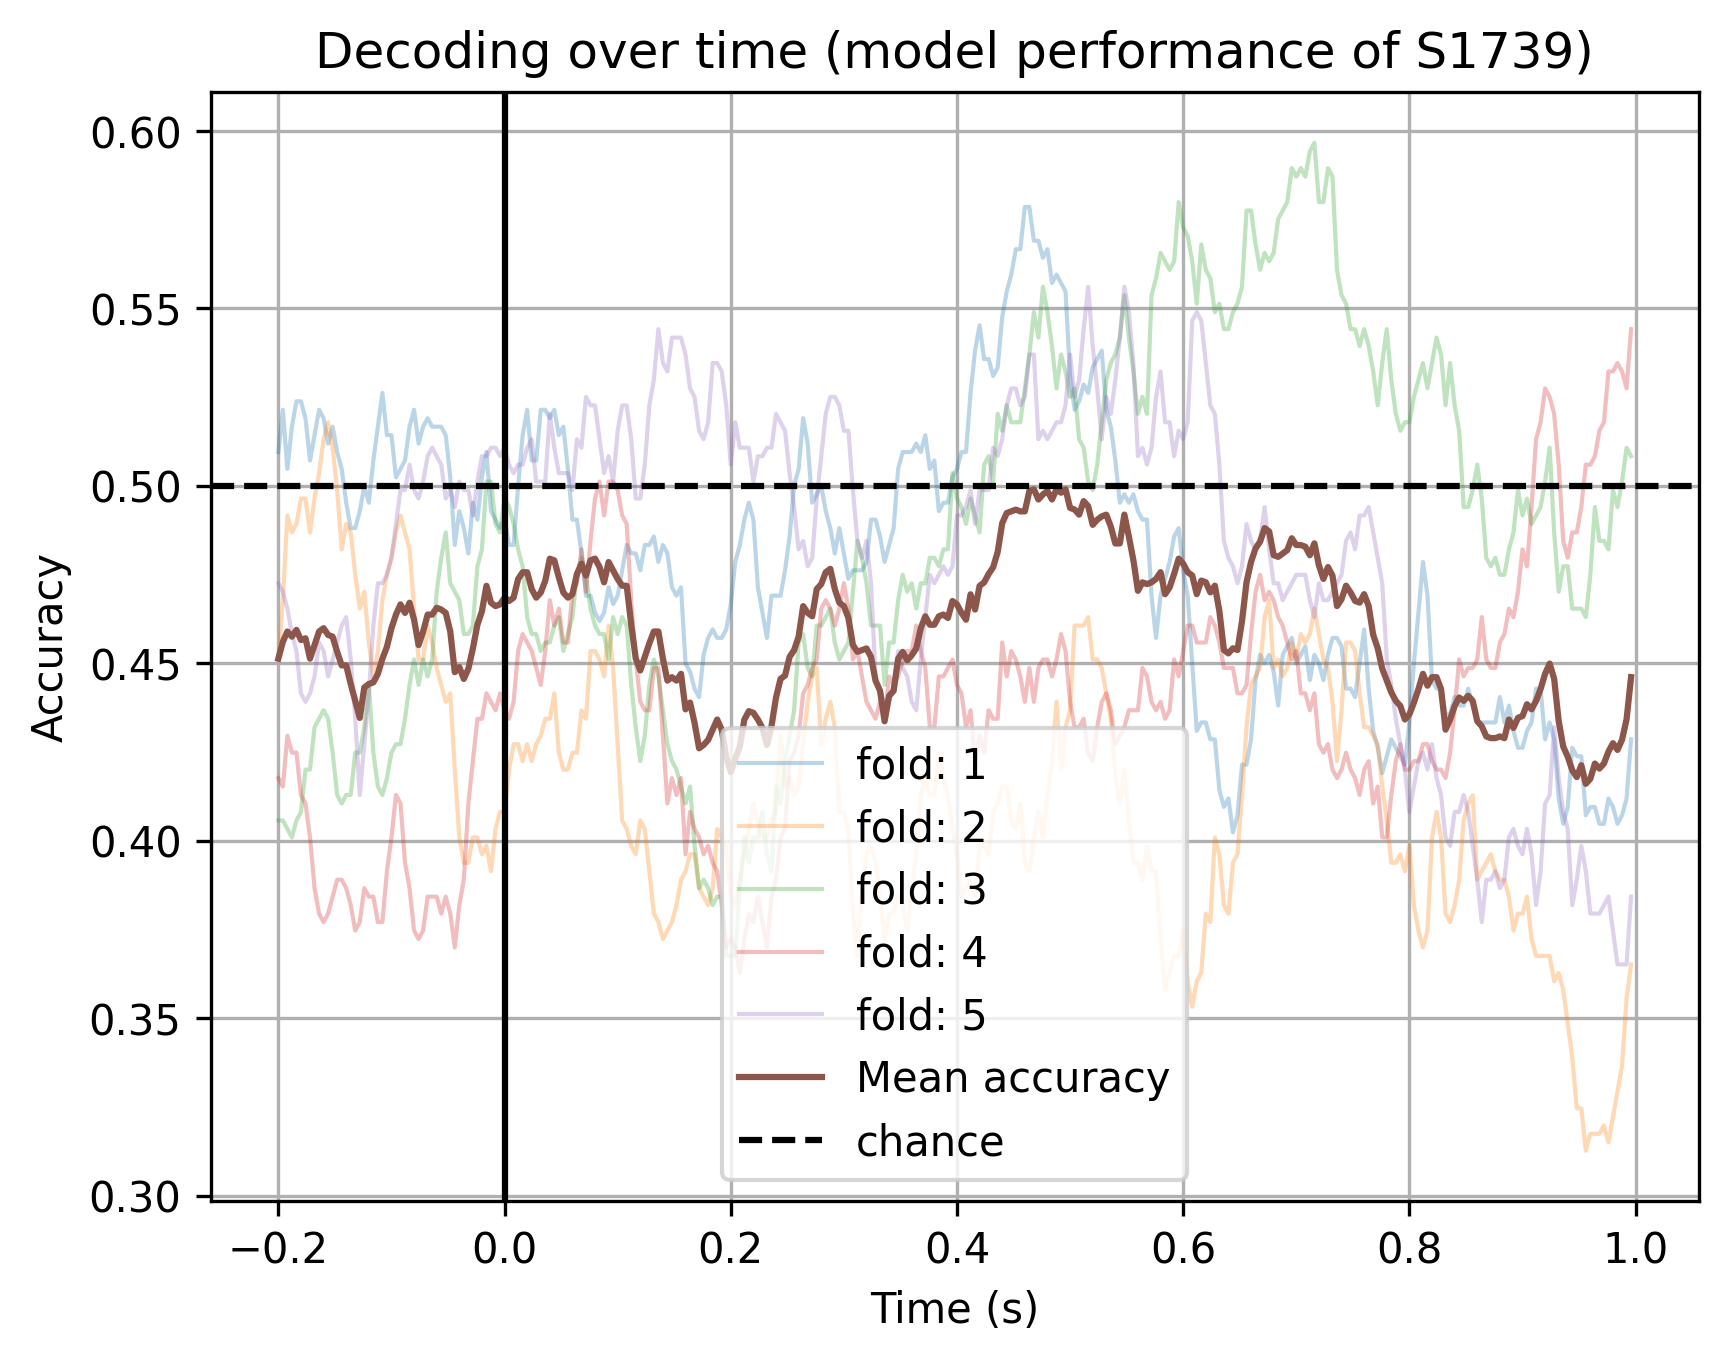 Decoding over time (model performance of S1739)
Accuracy
0.60
0.55
0.50
0.45
0.40
0.35
0.30
fold: 1
fold: 2
fold: 3
fold: 4
fold: 5
Mean accuracy
chance
−0.2 0.0 0.2 0.4 0.6 0.8 1.0
Time (s)